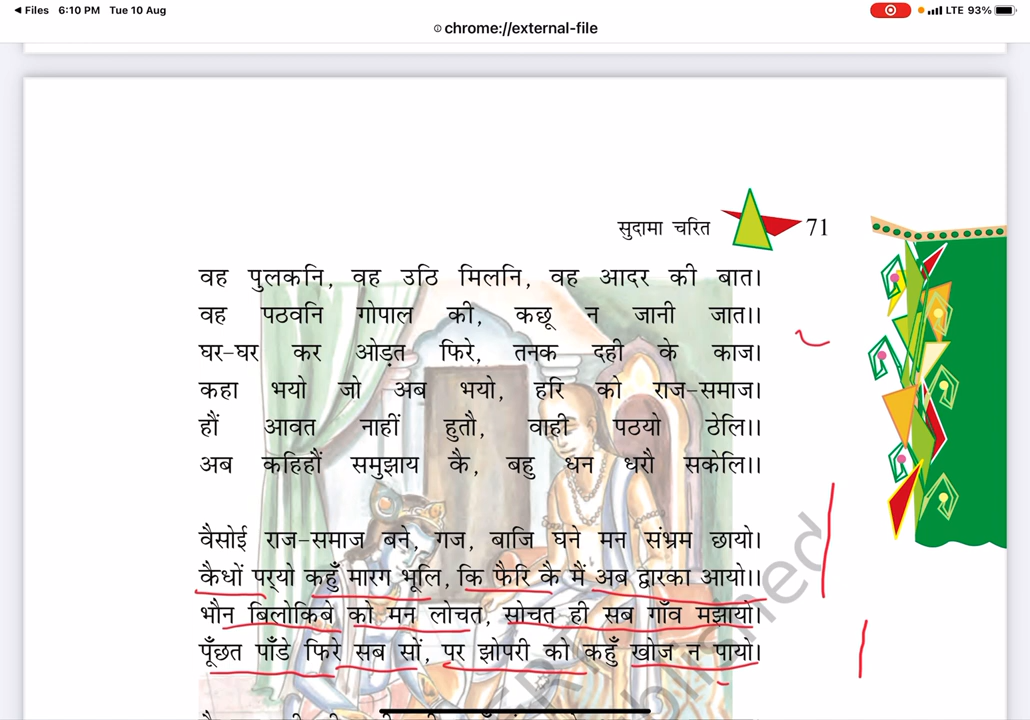 ◀ Files 6:10 PM Tue 10 Aug LTE 93%
chrome://external-file
सुदामा चरित 71
वह पुलकनि, वह उठि मिलनि, वह आदर की बात।
वह पठवनि गोपाल की, कछू न जानी जात।।
घर-घर कर ओड़त फिरे, तनक दही के काज।
कहा भयो जो अब भयो, हरि को राज-समाज।
हौं आवत नाहीं हुतौ, वाही पठयो ठेलि।।
अब कहिहौं समुझाय कै, बहु धन धरौ सकेलि।।
वैसोई राज-समाज बने, गज, बाजि घने मन संभ्रम छायो।
कैधों पर्‌यो कहुँ मारग भूलि, कि फैरि कै मैं अब द्वारका आयो।।
भौन बिलोकिबे को मन लोचत, सोचत ही सब गाँव मझायो।
पूँछत पाँडे फिरे सब सों, पर झोपरी को कहुँ खोज न पायो।